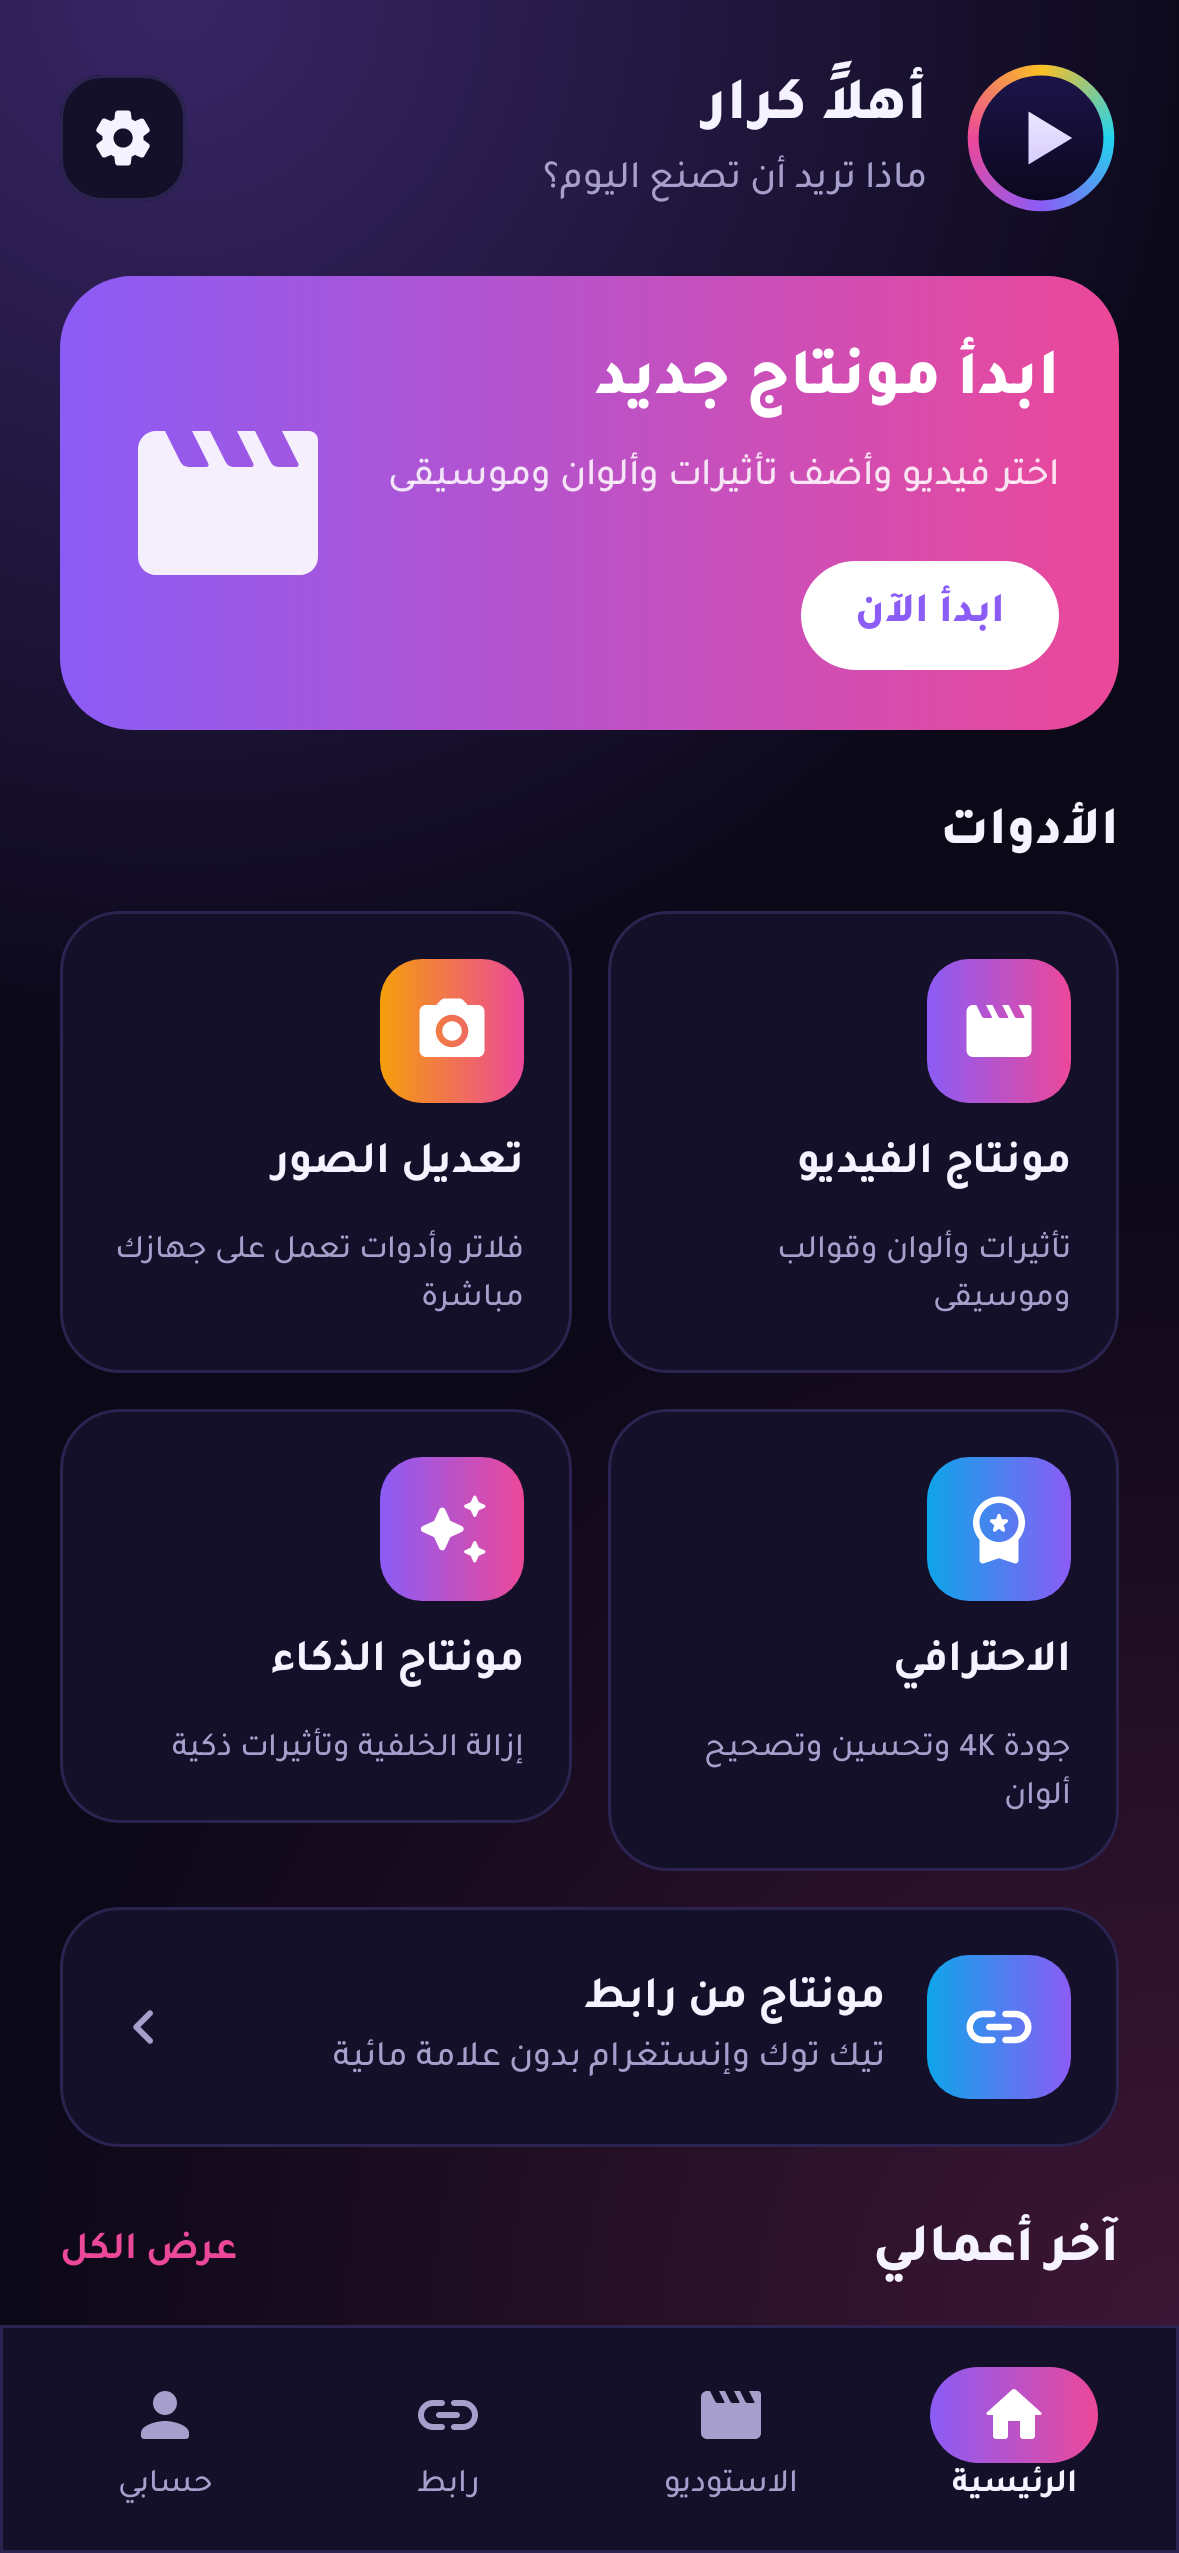 أهلاً كرار
ماذا تريد أن تصنع اليوم؟
ابدأ مونتاج جديد
اختر فيديو وأضف تأثيرات وألوان وموسيقى
ابدأ الآن
الأدوات
مونتاج الفيديو
تأثيرات وألوان وقوالب
وموسيقى
تعديل الصور
فلاتر وأدوات تعمل على جهازك
مباشرة
الاحترافي
جودة 4K وتحسين وتصحيح
ألوان
مونتاج الذكاء
إزالة الخلفية وتأثيرات ذكية
مونتاج من رابط
تيك توك وإنستغرام بدون علامة مائية
آخر أعمالي
عرض الكل
الرئيسية
الاستوديو
رابط
حسابي